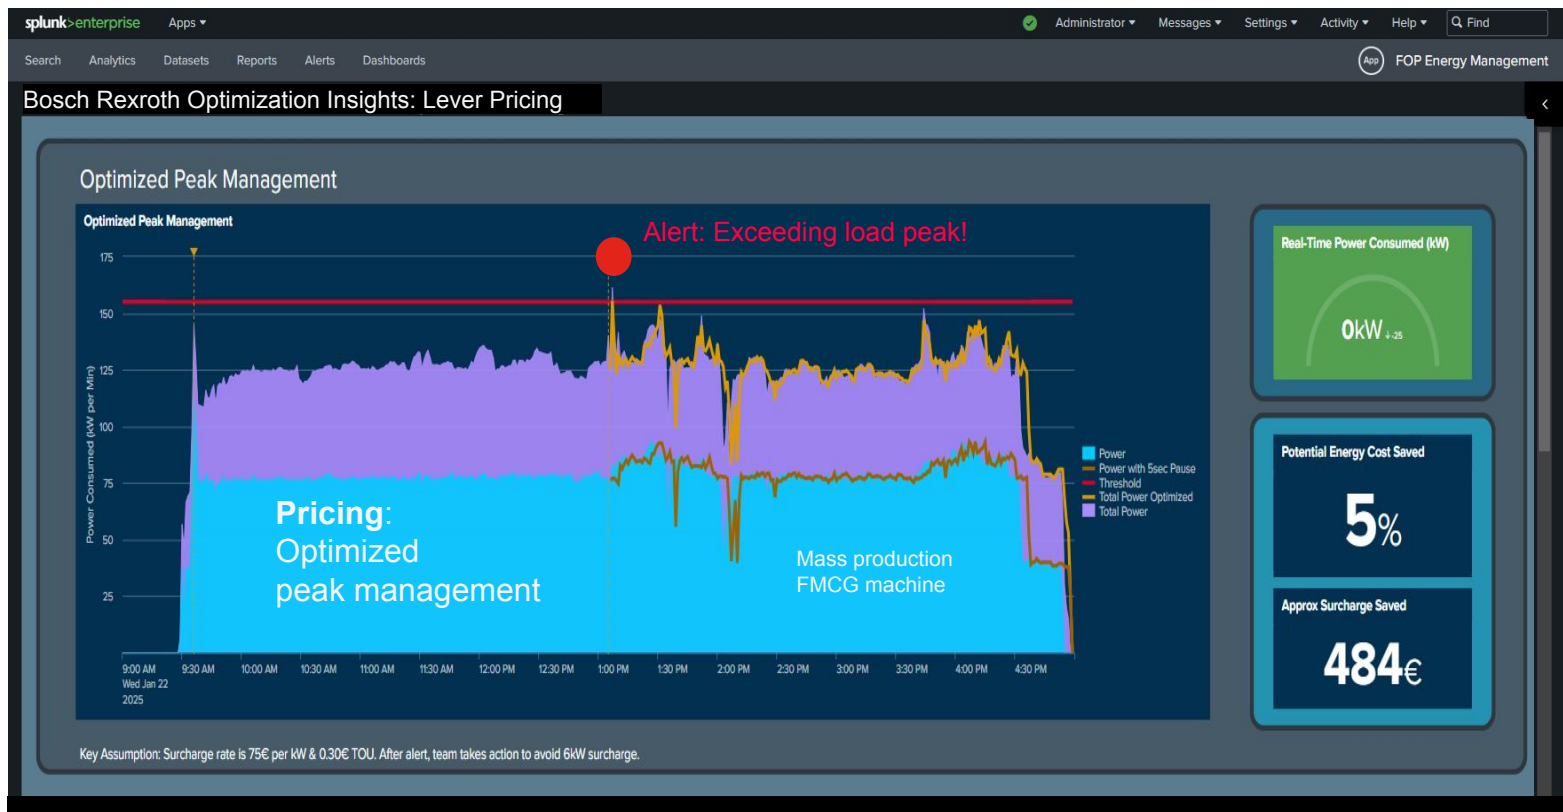 splunk>enterprise Apps ▾ Administrator ▾ Messages ▾ Settings ▾ Activity ▾ Help ▾ Find
Search Analytics Datasets Reports Alerts Dashboards App FOP Energy Management
Bosch Rexroth Optimization Insights: Lever Pricing
Optimized Peak Management
Optimized Peak Management
Alert: Exceeding load peak!
175
150
125
100
75
50
25
Power Consumed (kW per Min)
Pricing:
Optimized
peak management
Mass production
FMCG machine
9:00 AM 9:30 AM 10:00 AM 10:30 AM 11:00 AM 11:30 AM 12:00 PM 12:30 PM 1:00 PM 1:30 PM 2:00 PM 2:30 PM 3:00 PM 3:30 PM 4:00 PM 4:30 PM
Wed Jan 22
2025
Power
Power with 5sec Pause
Threshold
Total Power Optimized
Total Power
Real-Time Power Consumed (kW)
0kW ↓-25
Potential Energy Cost Saved
5%
Approx Surcharge Saved
484€
Key Assumption: Surcharge rate is 75€ per kW & 0.30€ TOU. After alert, team takes action to avoid 6kW surcharge.